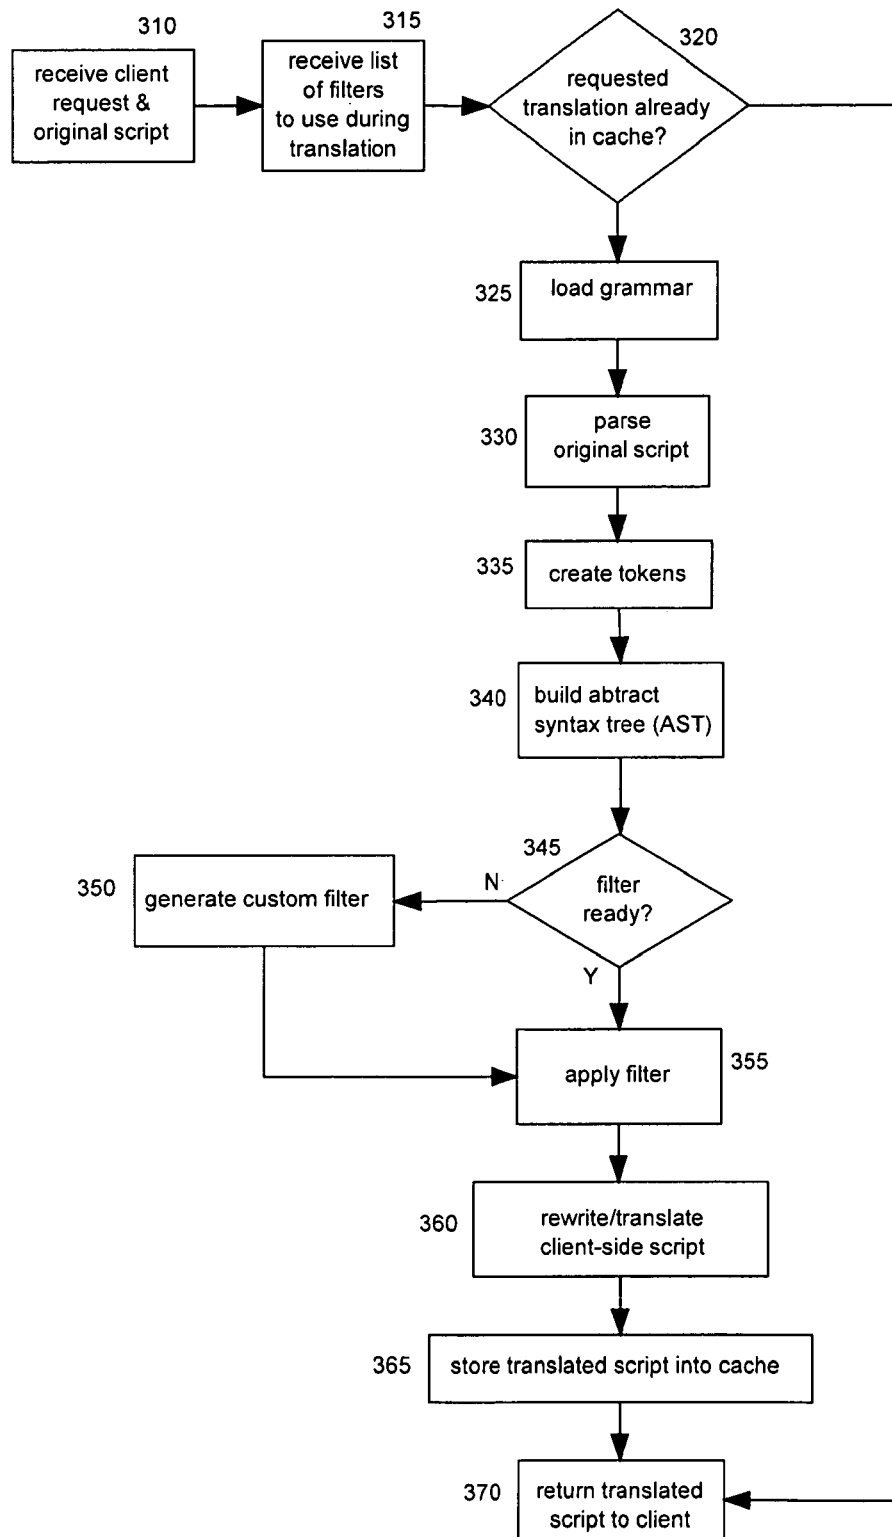 310
receive client
request &
original script
315
receive list
of filters
to use during
translation
320
requested
translation already
in cache?
325
load grammar
330
parse
original script
335
create tokens
340
build abtract
syntax tree (AST)
345
filter
ready?
N
Y
350
generate custom filter
355
apply filter
360
rewrite/translate
client-side script
365
store translated script into cache
370
return translated
script to client